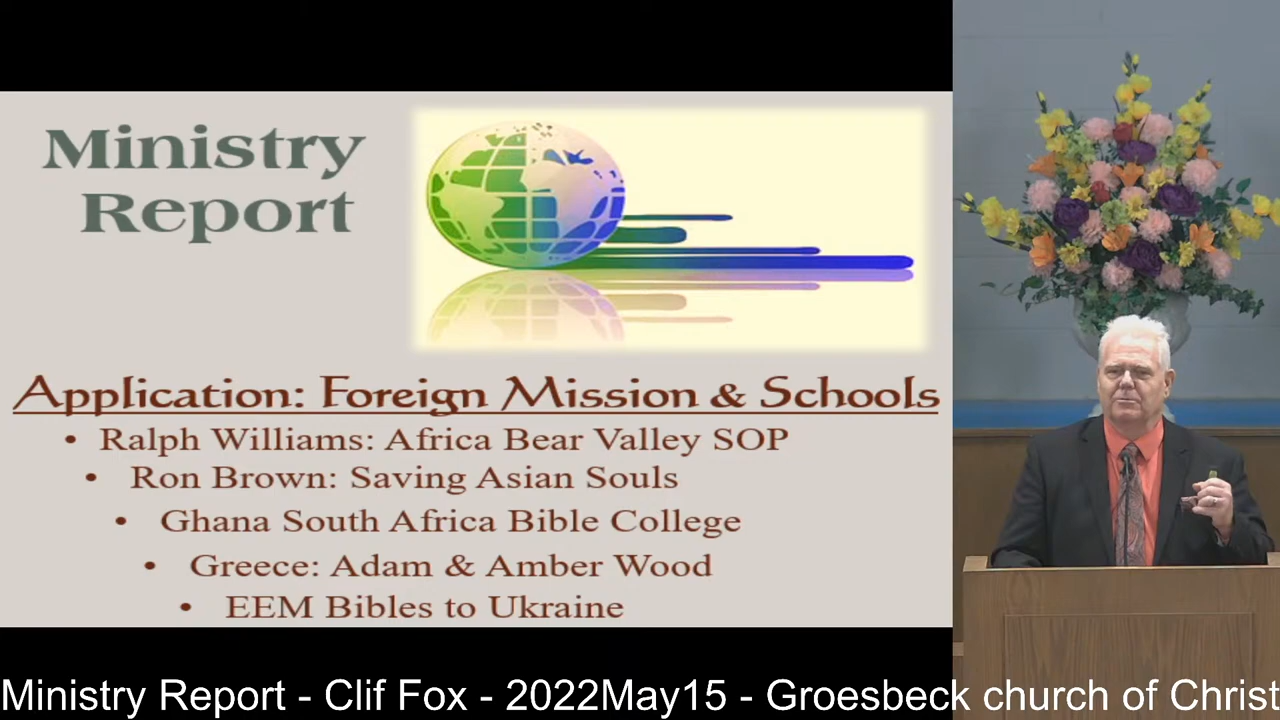 Ministry
Report
Application: Foreign Mission & Schools
• Ralph Williams: Africa Bear Valley SOP
• Ron Brown: Saving Asian Souls
• Ghana South Africa Bible College
• Greece: Adam & Amber Wood
• EEM Bibles to Ukraine
Ministry Report - Clif Fox - 2022May15 - Groesbeck church of Christ